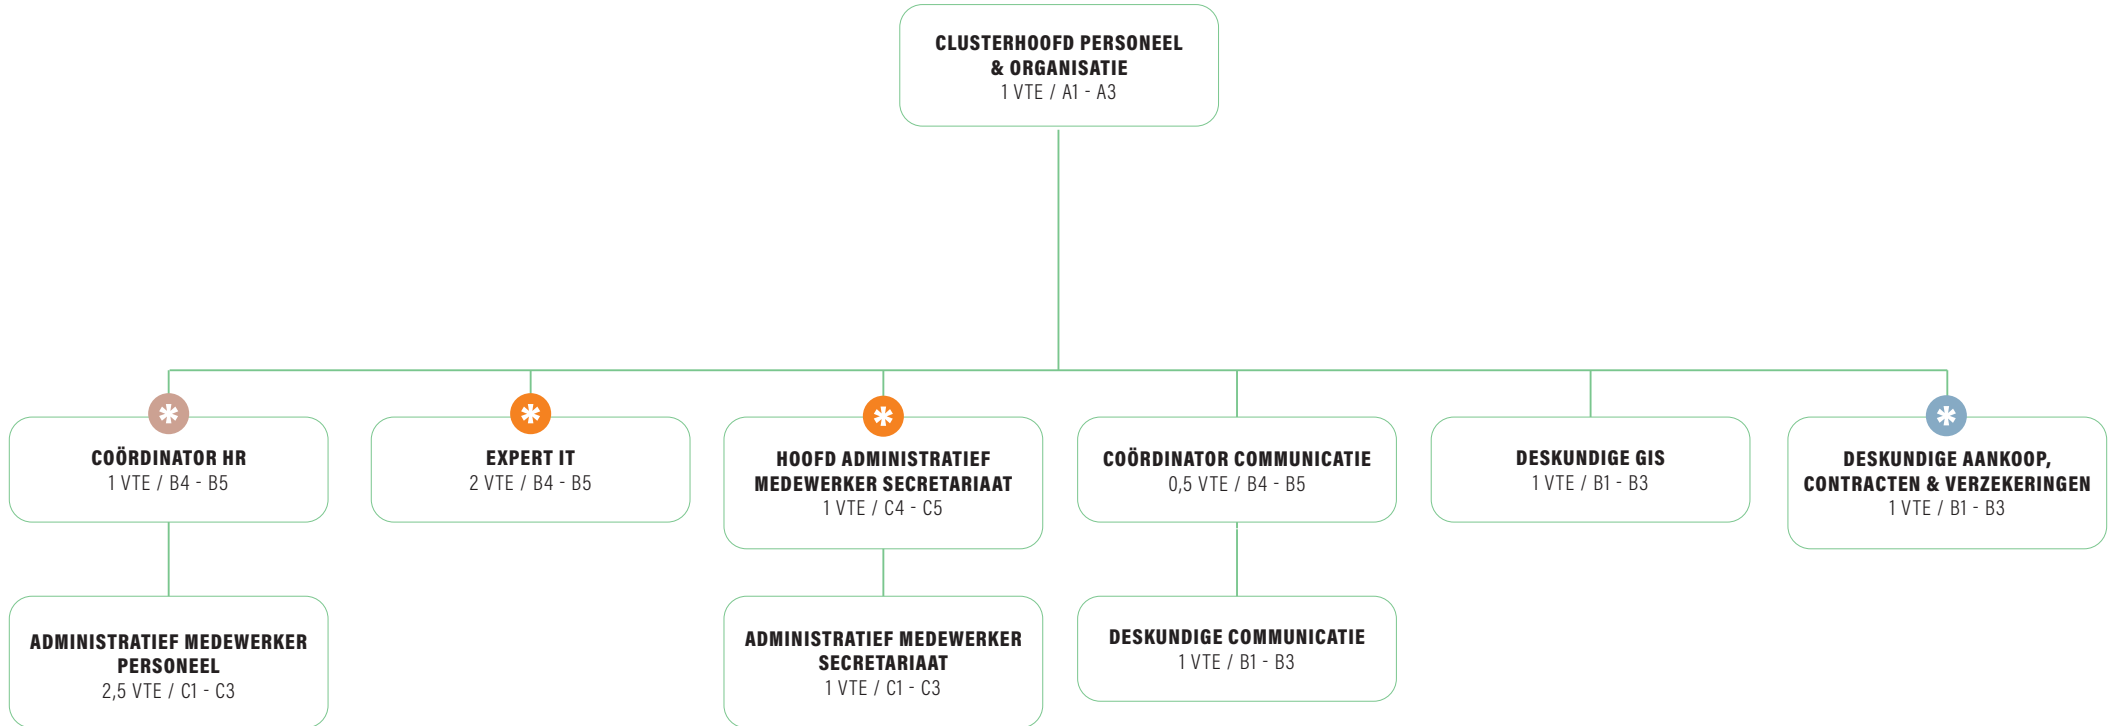 CLUSTERHOOFD PERSONEEL
& ORGANISATIE
1 VTE / A1 - A3
COÖRDINATOR HR
1 VTE / B4 - B5
EXPERT IT
2 VTE / B4 - B5
HOOFD ADMINISTRATIEF
MEDEWERKER SECRETARIAAT
1 VTE / C4 - C5
COÖRDINATOR COMMUNICATIE
0,5 VTE / B4 - B5
DESKUNDIGE GIS
1 VTE / B1 - B3
DESKUNDIGE AANKOOP,
CONTRACTEN & VERZEKERINGEN
1 VTE / B1 - B3
ADMINISTRATIEF MEDEWERKER
PERSONEEL
2,5 VTE / C1 - C3
ADMINISTRATIEF MEDEWERKER
SECRETARIAAT
1 VTE / C1 - C3
DESKUNDIGE COMMUNICATIE
1 VTE / B1 - B3